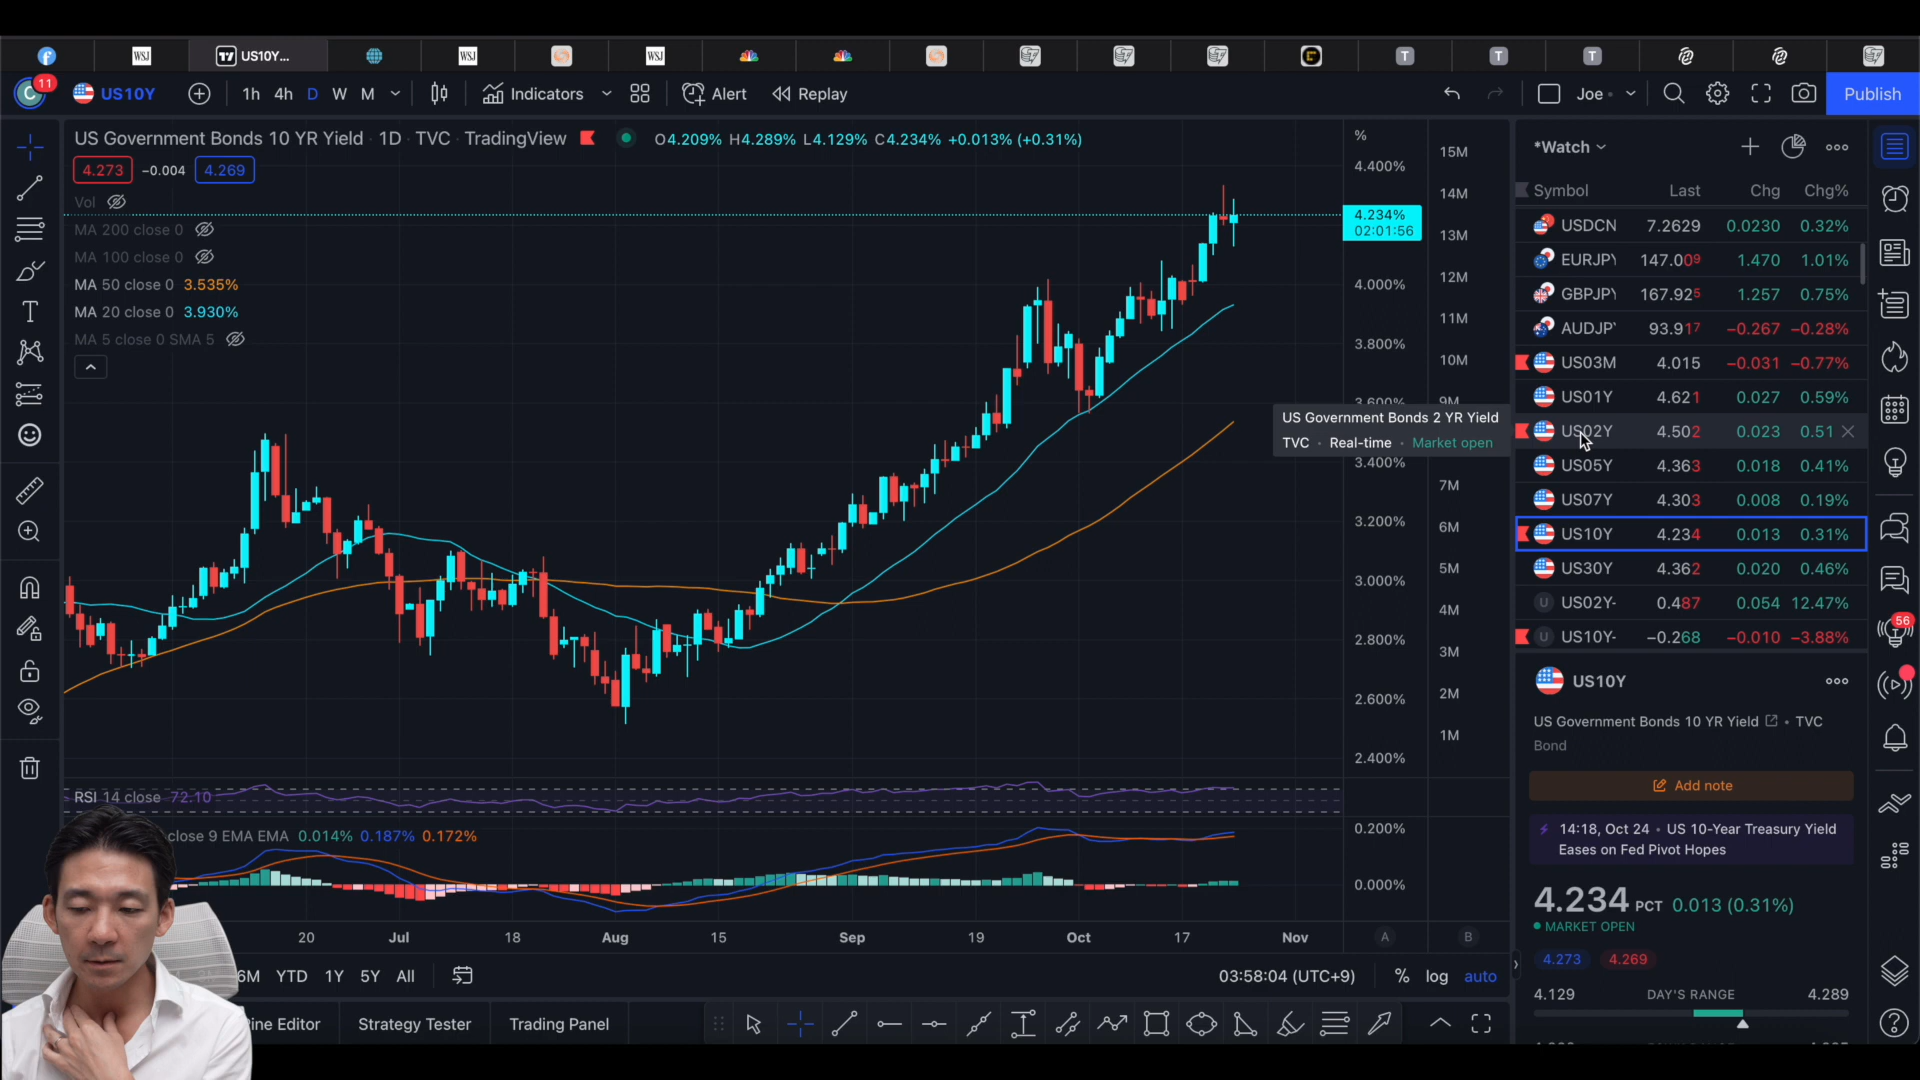 WSJ
US10Y...
WSJ
WSJ
T
T
T
C
11
US10Y
1h 4h D W M
Indicators
Alert
Replay
Joe
Publish
US Government Bonds 10 YR Yield · 1D · TVC · TradingView
O4.209% H4.289% L4.129% C4.234% +0.013% (+0.31%)
4.273 −0.004 4.269
Vol
MA 200 close 0
MA 100 close 0
MA 50 close 0 3.535%
MA 20 close 0 3.930%
MA 5 close 0 SMA 5
%
4.400%
4.234%
02:01:56
4.000%
3.800%
3.600%
3.400%
3.200%
3.000%
2.800%
2.600%
2.400%
15M
14M
13M
12M
11M
10M
9M
7M
6M
5M
4M
3M
2M
1M
US Government Bonds 2 YR Yield
TVC · Real-time · Market open
RSI 14 close 72.10
close 9 EMA EMA 0.014% 0.187% 0.172%
0.200%
0.000%
20 Jul 18 Aug 15 Sep 19 Oct 17 Nov
A B
6M YTD 1Y 5Y All
03:58:04 (UTC+9)
% log auto
ine Editor
Strategy Tester
Trading Panel
*Watch
Symbol Last Chg Chg%
USDCN 7.2629 0.0230 0.32%
EURJPY 147.009 1.470 1.01%
GBPJPY 167.925 1.257 0.75%
AUDJP 93.917 −0.267 −0.28%
US03M 4.015 −0.031 −0.77%
US01Y 4.621 0.027 0.59%
US02Y 4.502 0.023 0.51
US05Y 4.363 0.018 0.41%
US07Y 4.303 0.008 0.19%
US10Y 4.234 0.013 0.31%
US30Y 4.362 0.020 0.46%
U US02Y- 0.487 0.054 12.47%
U US10Y- −0.268 −0.010 −3.88%
US10Y
US Government Bonds 10 YR Yield • TVC
Bond
Add note
14:18, Oct 24 • US 10-Year Treasury Yield
Eases on Fed Pivot Hopes
4.234 PCT 0.013 (0.31%)
MARKET OPEN
4.273 4.269
4.129 DAY'S RANGE 4.289
56